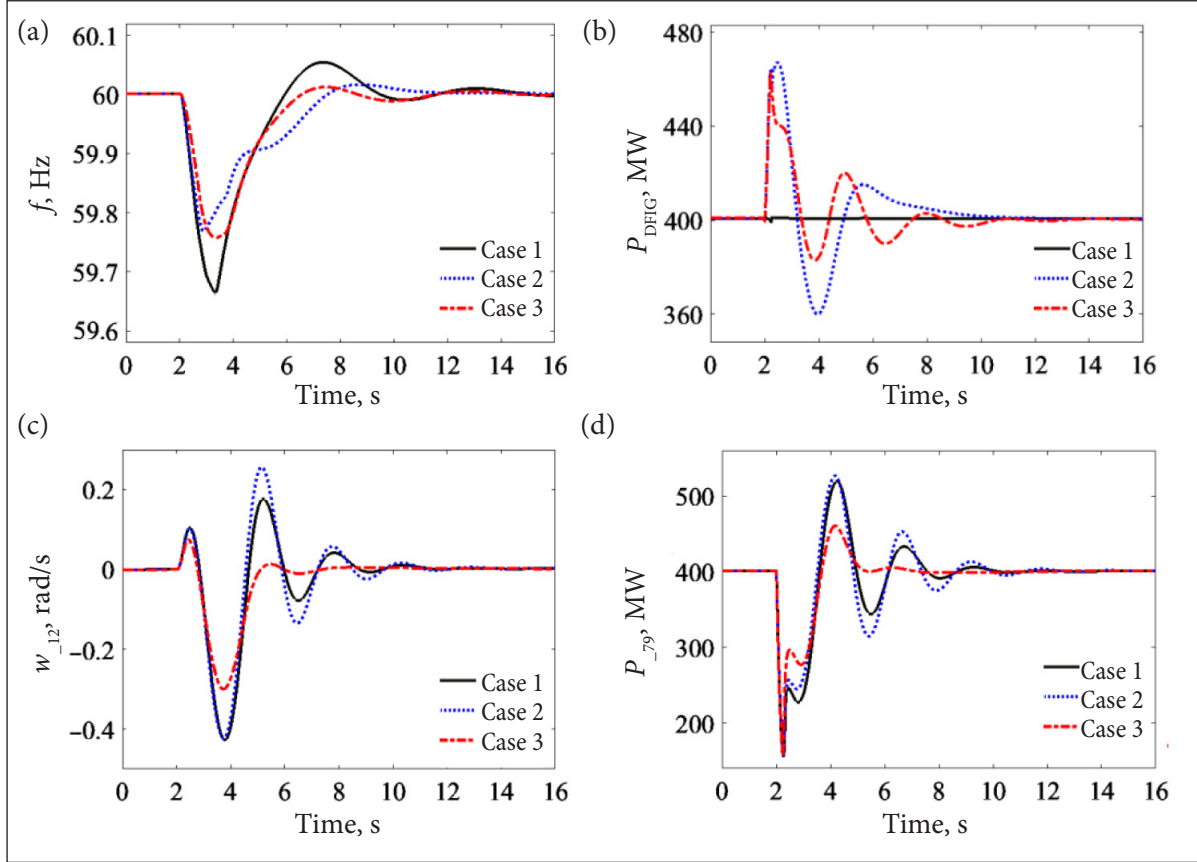 (a)
60.1
60
59.9
59.8
59.7
59.6
f, Hz
Case 1
Case 2
Case 3
0 2 4 6 8 10 12 14 16
Time, s
(b)
480
440
400
360
P_DFIG, MW
Case 1
Case 2
Case 3
0 2 4 6 8 10 12 14 16
Time, s
(c)
0.2
0
−0.2
−0.4
w_12, rad/s
Case 1
Case 2
Case 3
0 2 4 6 8 10 12 14 16
Time, s
(d)
500
400
300
200
P_79, MW
Case 1
Case 2
Case 3
0 2 4 6 8 10 12 14 16
Time, s